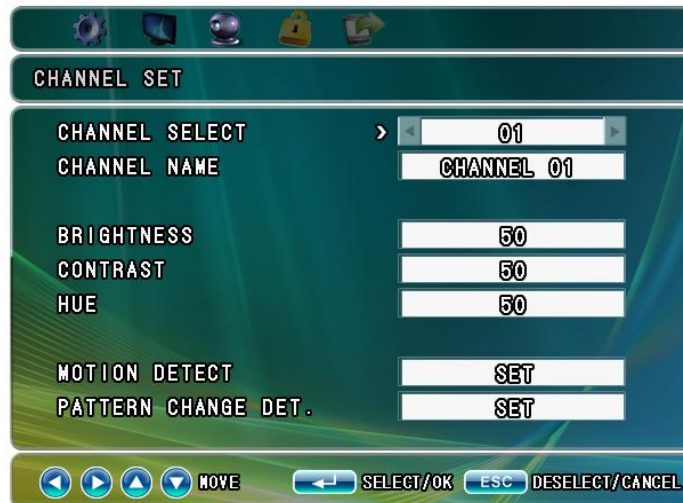 CHANNEL SET
CHANNEL SELECT 01
CHANNEL NAME CHANNEL 01
BRIGHTNESS 50
CONTRAST 50
HUE 50
MOTION DETECT SET
PATTERN CHANGE DET. SET
MOVE SELECT/OK ESC DESELECT/CANCEL